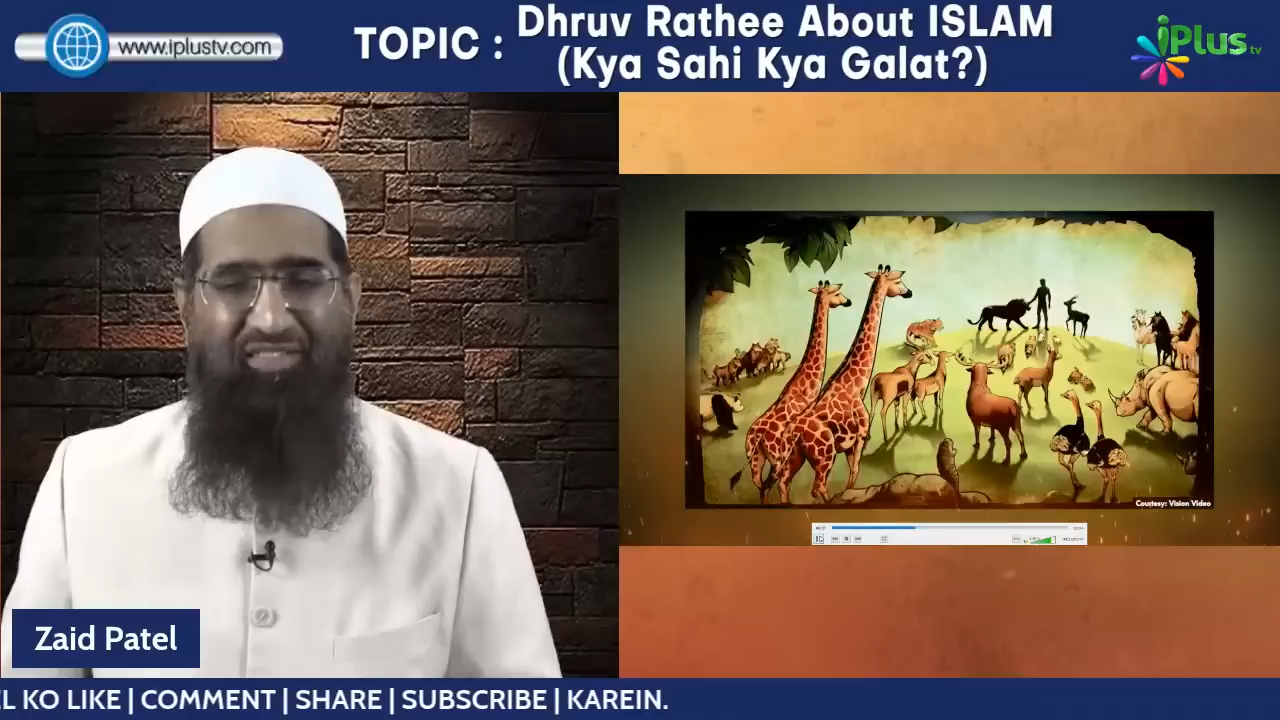 www.iplustv.com
TOPIC :
Dhruv Rathee About ISLAM
(Kya Sahi Kya Galat?)
iPlus tv
Courtesy: Vision Video
Zaid Patel
L KO LIKE | COMMENT | SHARE | SUBSCRIBE | KAREIN.